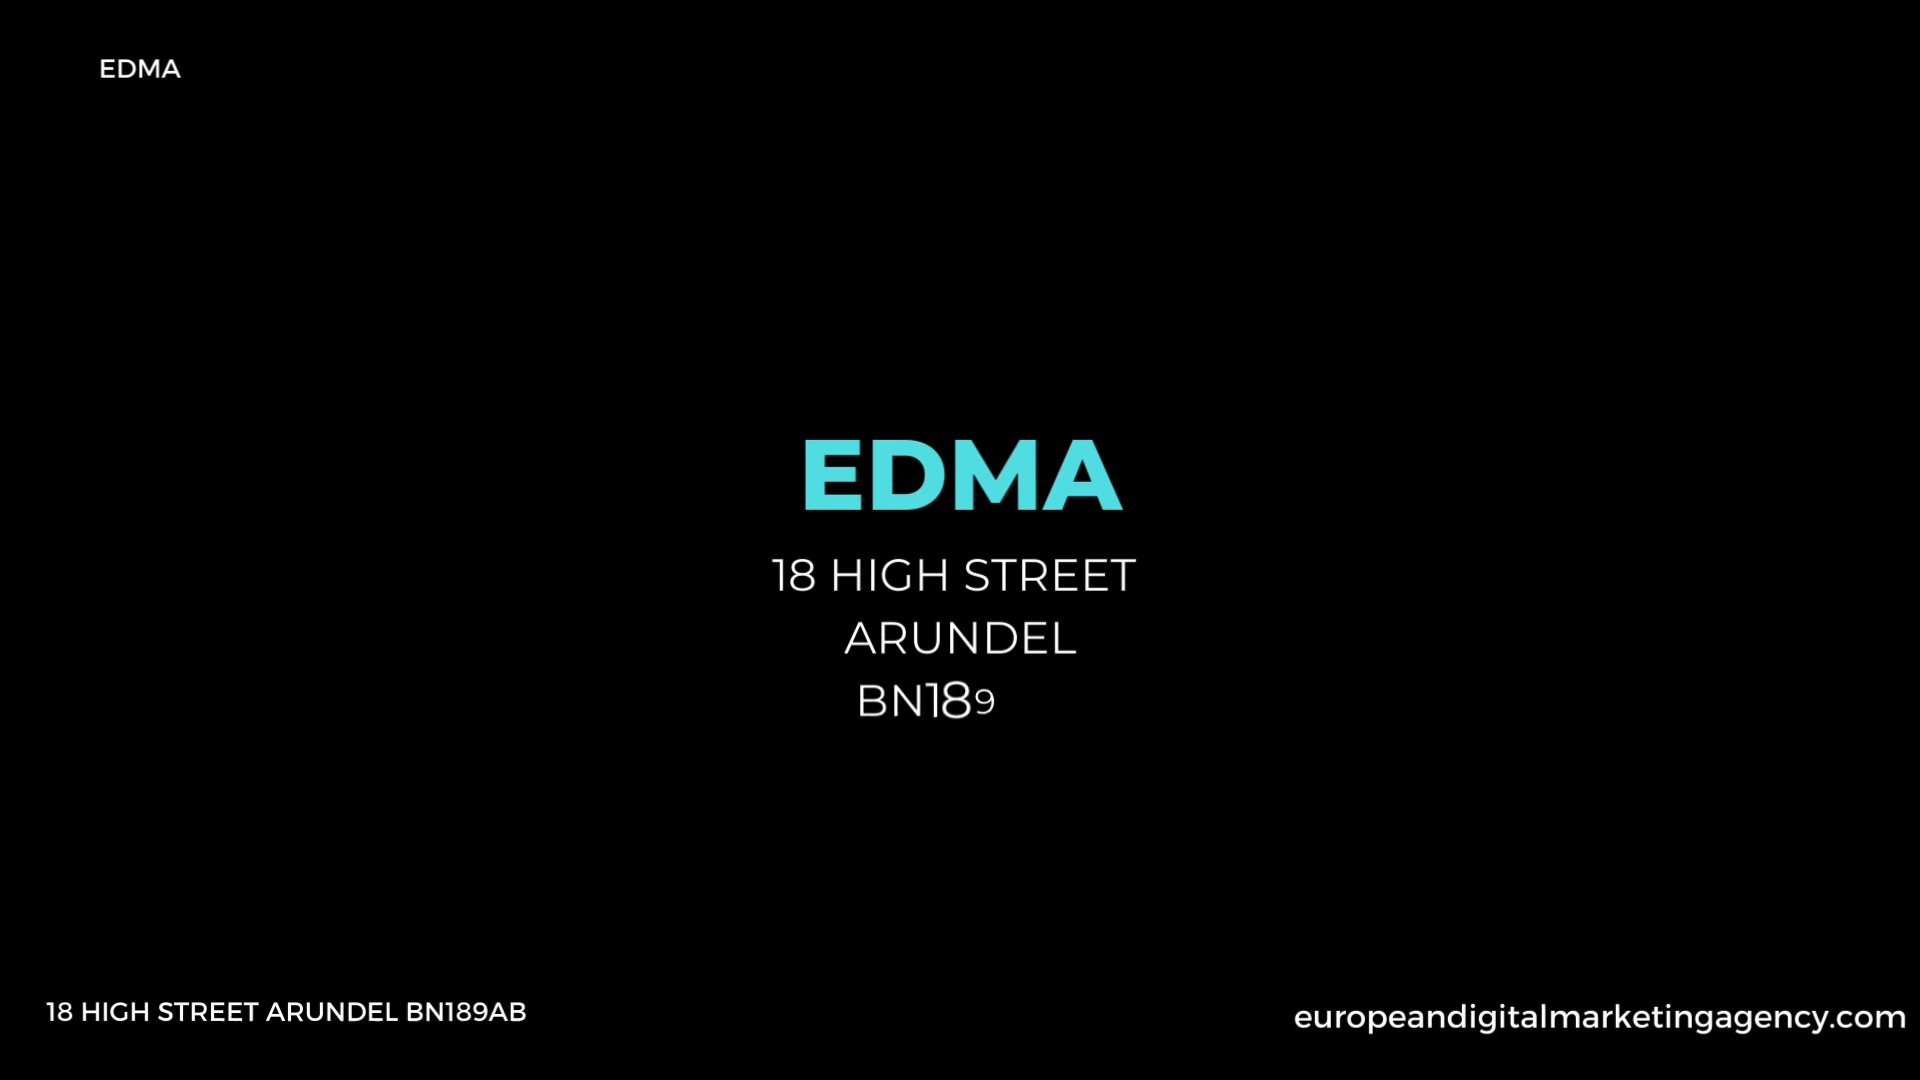 EDMA
EDMA
18 HIGH STREET
ARUNDEL
BN189
18 HIGH STREET ARUNDEL BN189AB
europeandigitalmarketingagency.com